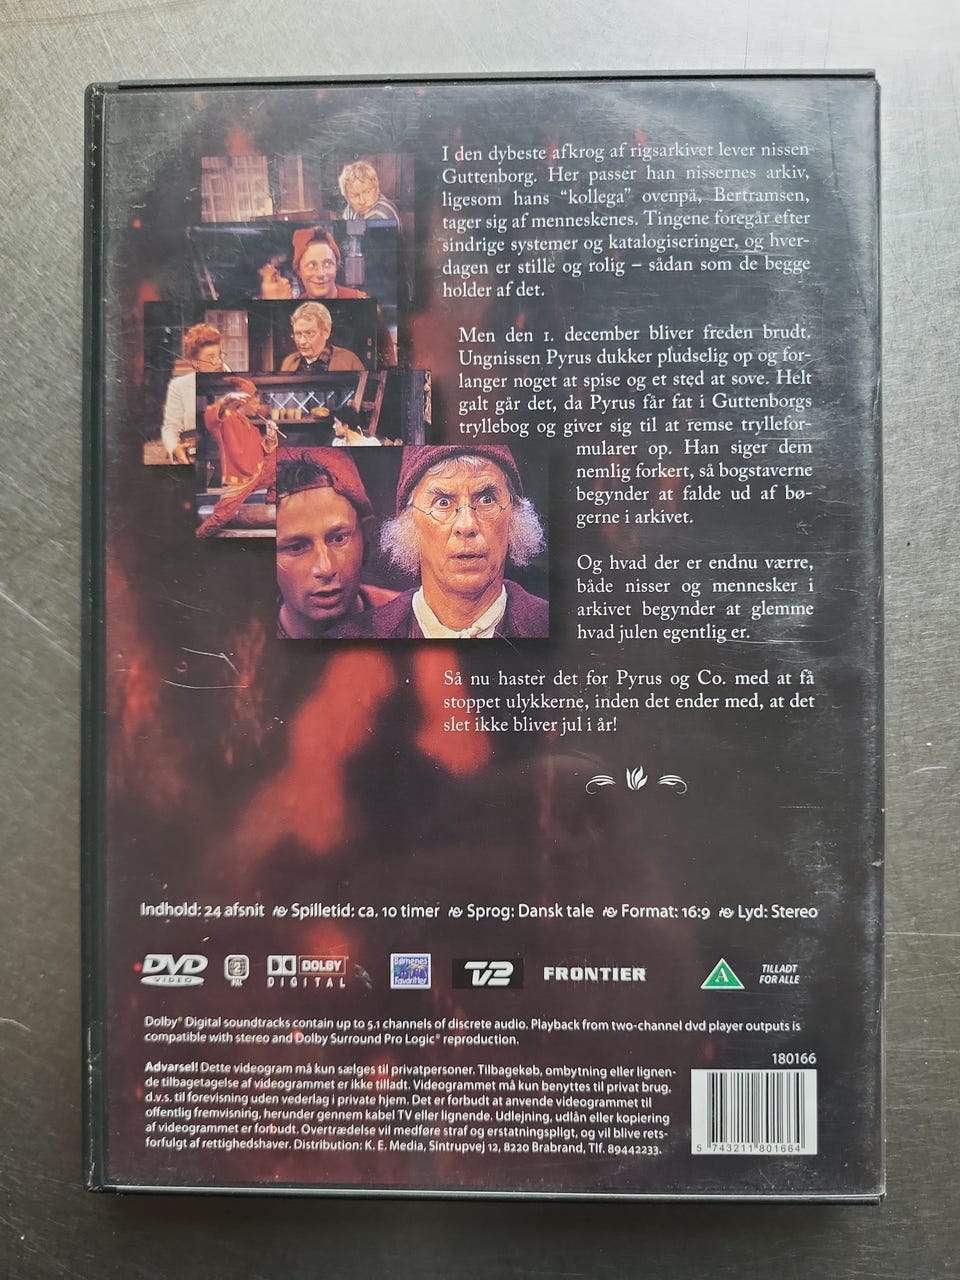 I den dybeste afkrog af rigsarkivet lever nissen
Guttenborg. Her passer han nissernes arkiv,
ligesom hans “kollega” ovenpå, Bertramsen,
tager sig af menneskenes. Tingene foregår efter
sindrige systemer og katalogiseringer, og hver-
dagen er stille og rolig – sådan som de begge
holder af det.
Men den 1. december bliver freden brudt.
Ungnissen Pyrus dukker pludselig op og for-
langer noget at spise og et sted at sove. Helt
galt går det, da Pyrus får fat i Guttenborgs
tryllebog og giver sig til at remse tryllefor-
mularer op. Han siger dem
nemlig forkert, så bogstaverne
begynder at falde ud af bø-
gerne i arkivet.
Og hvad der er endnu værre,
både nisser og mennesker i
arkivet begynder at glemme
hvad julen egentlig er.
Så nu haster det for Pyrus og Co. med at få
stoppet ulykkerne, inden det ender med, at det
slet ikke bliver jul i år!
Indhold: 24 afsnit Spilletid: ca. 10 timer Sprog: Dansk tale Format: 16:9 Lyd: Stereo
DVD VIDEO 2 PAL DOLBY DIGITAL Børnenes Favoritter TV2 FRONTIER A TILLADT FOR ALLE
Dolby® Digital soundtracks contain up to 5.1 channels of discrete audio. Playback from two-channel dvd player outputs is
compatible with stereo and Dolby Surround Pro Logic® reproduction.
180166
Advarsel! Dette videogram må kun sælges til privatpersoner. Tilbagekøb, ombytning eller lignen-
de tilbagetagelse af videogrammet er ikke tilladt. Videogrammet må kun benyttes til privat brug,
d.v.s. til forevisning uden vederlag i private hjem. Det er forbudt at anvende videogrammet til
offentlig fremvisning, herunder gennem kabel TV eller lignende. Udlejning, udlån eller kopiering
af videogrammet er forbudt. Overtrædelse vil medføre straf og erstatningspligt, og vil blive rets-
forfulgt af rettighedshaver. Distribution: K. E. Media, Sintrupvej 12, 8220 Brabrand, Tlf. 89442233.
5 743211 801664